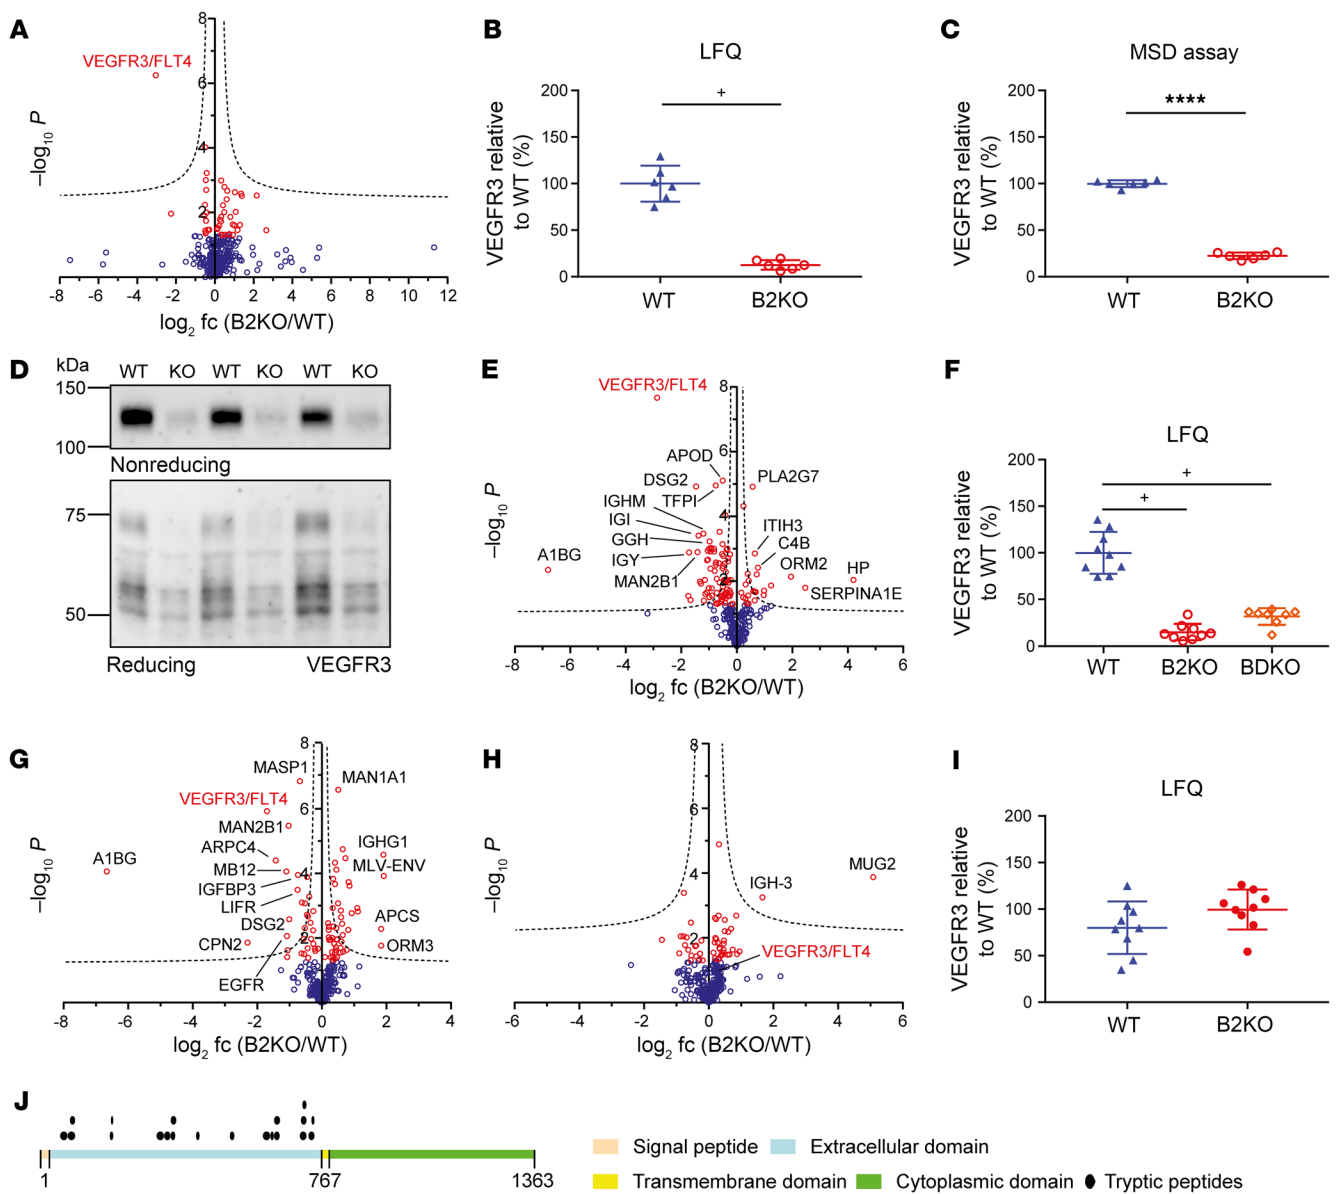 A
VEGFR3/FLT4
–log10 P
8
6
4
2
-8 -6 -4 -2 0 2 4 6 8 10 12
log2 fc (B2KO/WT)
B
LFQ
VEGFR3 relative
to WT (%)
200
150
100
50
0
+
WT B2KO
C
MSD assay
VEGFR3 relative
to WT (%)
200
150
100
50
0
****
WT B2KO
D
kDa WT KO WT KO WT KO
150
100
Nonreducing
75
50
Reducing VEGFR3
E
VEGFR3/FLT4
–log10 P
8
6
4
2
APOD
DSG2
TFPI
PLA2G7
IGHM
IGI
GGH
IGY
MAN2B1
A1BG
ITIH3
C4B
ORM2
HP
SERPINA1E
-8 -6 -4 -2 0 2 4 6
log2 fc (B2KO/WT)
F
LFQ
VEGFR3 relative
to WT (%)
200
150
100
50
0
+
+
WT B2KO BDKO
G
–log10 P
8
6
4
2
MASP1
MAN1A1
VEGFR3/FLT4
MAN2B1
ARPC4
IGHG1
A1BG
MB12
MLV-ENV
IGFBP3
LIFR
DSG2
APCS
CPN2
ORM3
EGFR
-8 -6 -4 -2 0 2 4
log2 fc (B2KO/WT)
H
–log10 P
8
6
4
2
MUG2
IGH-3
VEGFR3/FLT4
-6 -4 -2 0 2 4 6
log2 fc (B2KO/WT)
I
LFQ
VEGFR3 relative
to WT (%)
200
150
100
50
0
WT B2KO
J
1 767 1363
Signal peptide Extracellular domain
Transmembrane domain Cytoplasmic domain Tryptic peptides